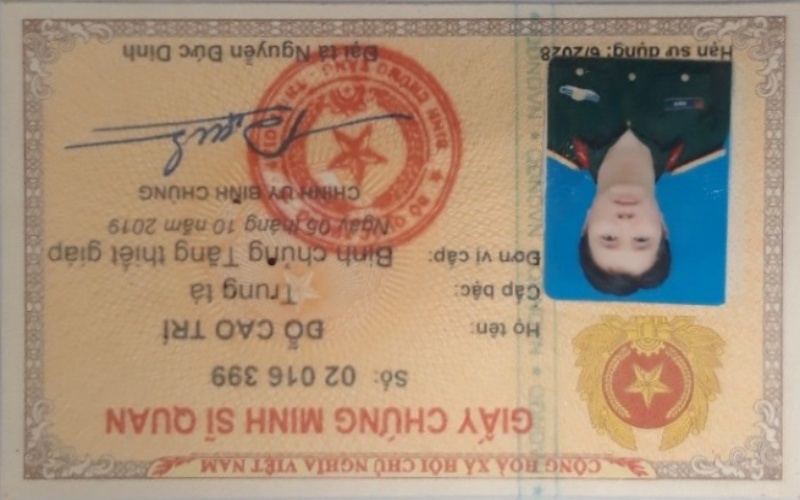 CỘNG HOÀ XÃ HỘI CHỦ NGHĨA VIỆT NAM
GIẤY CHỨNG MINH SĨ QUAN
Số: 02 016 399
Họ tên: ĐỖ CAO TRÍ
Cấp bậc: Trung tá
Đơn vị cấp: Binh chủng Tăng thiết giáp
Ngày 05 tháng 10 năm 2019
CHÍNH ỦY BINH CHỦNG
Hạn sử dụng: 6/2028
Đại tá Nguyễn Đức Dinh